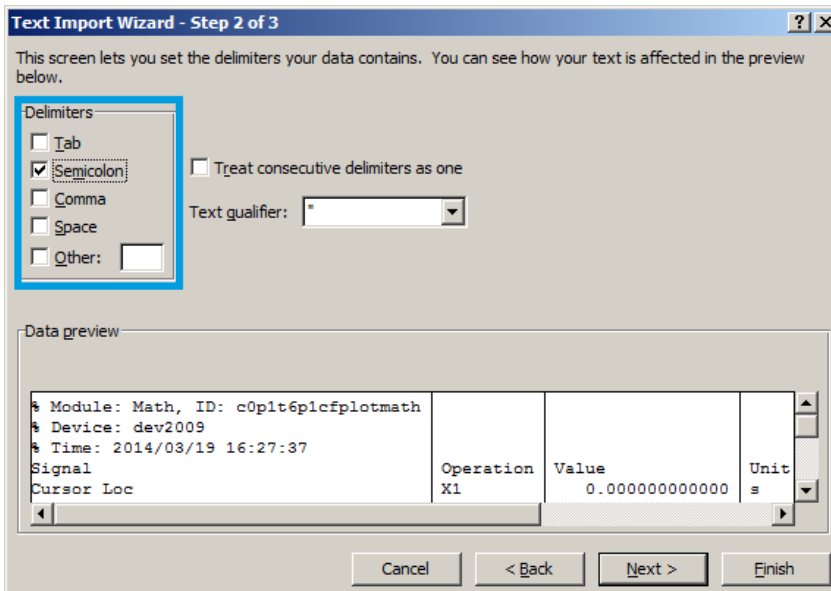 Text Import Wizard - Step 2 of 3
This screen lets you set the delimiters your data contains. You can see how your text is affected in the preview
below.
Delimiters
Tab
Semicolon
Treat consecutive delimiters as one
Comma
Text qualifier: "
Space
Other:
Data preview
% Module: Math, ID: c0p1t6p1cfplotmath
% Device: dev2009
% Time: 2014/03/19 16:27:37
Signal Operation Value Unit
Cursor Loc X1 0.000000000000 s
Cancel < Back Next > Finish